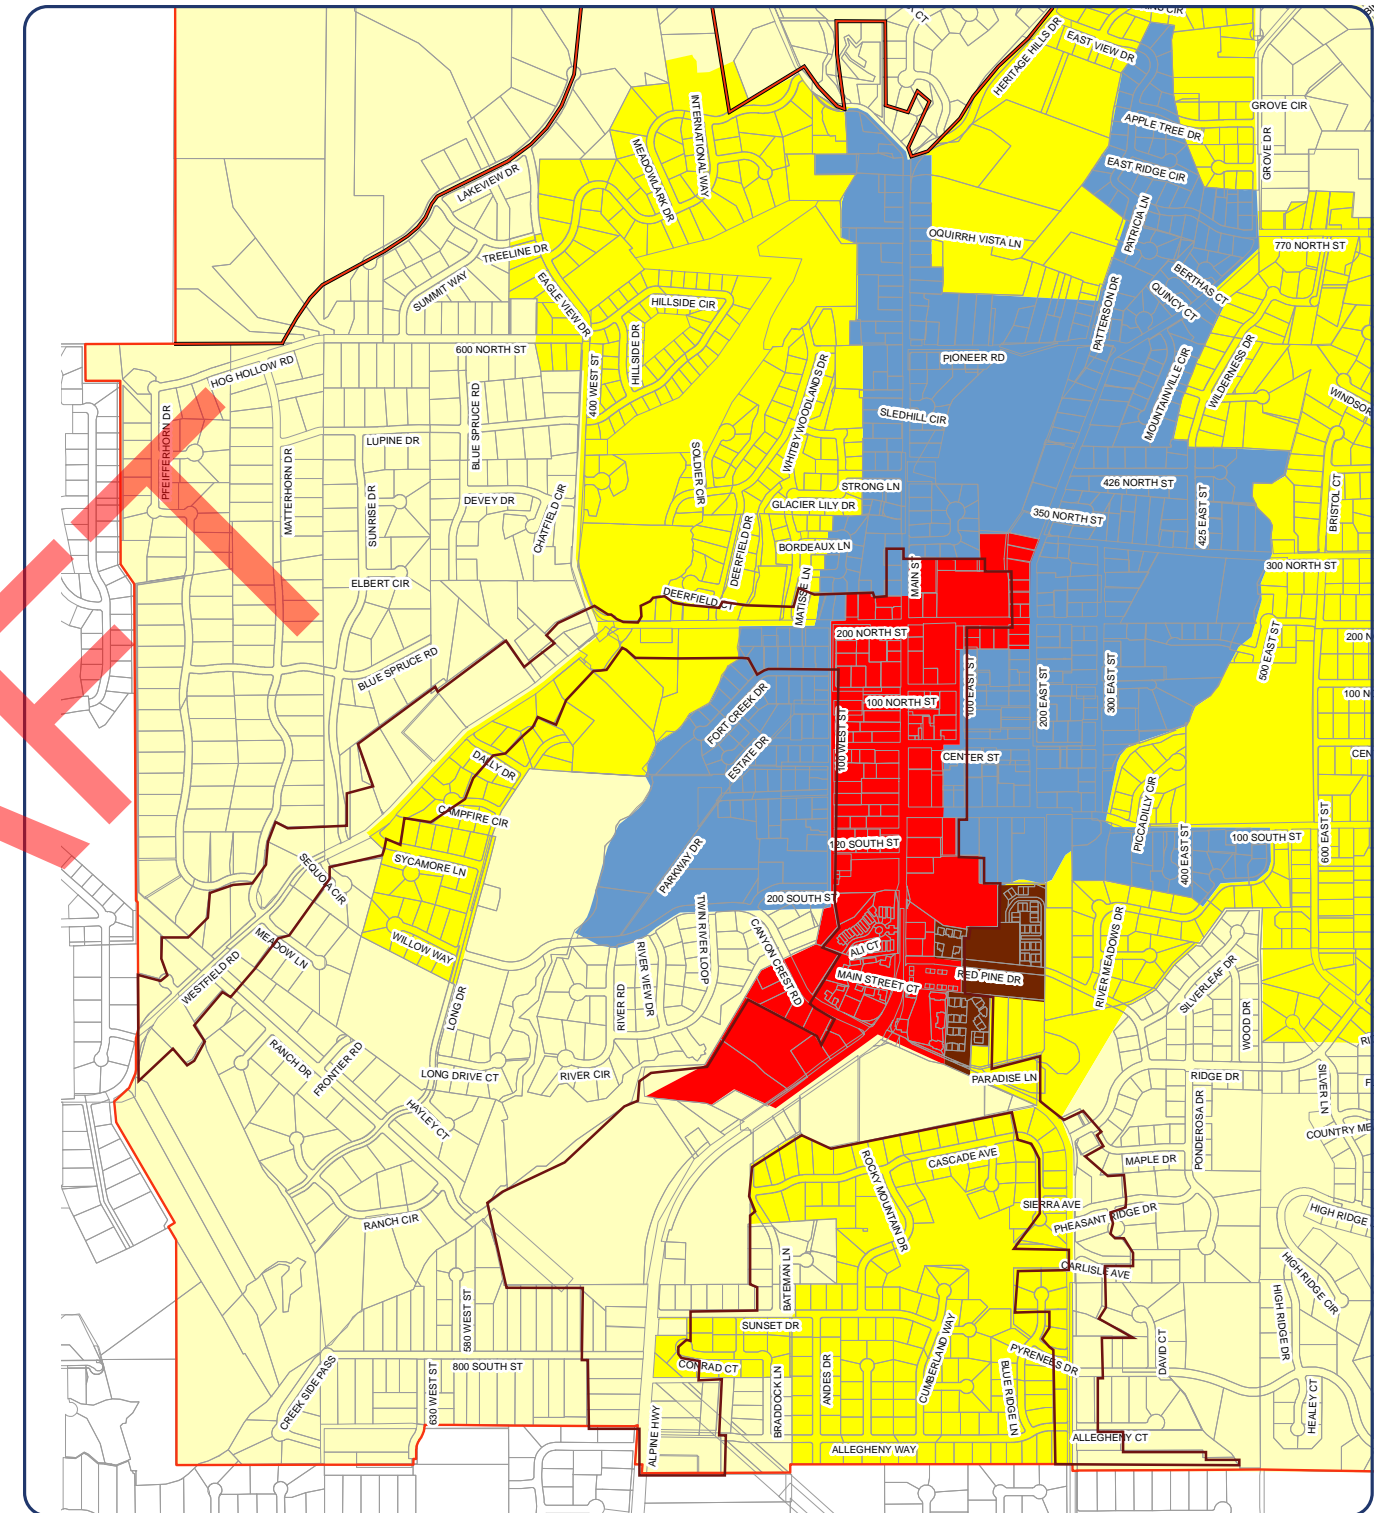 EAST VIEW DR
HERITAGE HILLS DR
GROVE CIR
INTERNATIONAL WAY
APPLE TREE DR
GROVE DR
MEADOWLARK DR
EAST RIDGE CIR
LAKEVIEW DR
PATRICIA LN
OQUIRRH VISTA LN
770 NORTH ST
TREELINE DR
SUMMIT WAY
EAGLE VIEW DR
BERTHAS CT
QUINCY CT
HILLSIDE CIR
PATTERSON DR
HILLSIDE DR
600 NORTH ST
PIONEER RD
HOG HOLLOW RD
400 WEST ST
WHITBY WOODLANDS DR
MOUNTAINVILLE CIR
WILDERNESS DR
WINDSOR
BLUE SPRUCE RD
SLEDHILL CIR
PFEIFFERHORN DR
LUPINE DR
MATTERHORN DR
SOLDIER CIR
STRONG LN
426 NORTH ST
BRISTOL CT
SUNRISE DR
DEVEY DR
CHATFIELD CIR
GLACIER LILY DR
350 NORTH ST
425 EAST ST
DEERFIELD DR
BORDEAUX LN
300 NORTH ST
ELBERT CIR
MATISSE LN
MAIN ST
DEERFIELD CT
200 NORTH ST
200 N
500 EAST ST
BLUE SPRUCE RD
100 EAST ST
200 EAST ST
300 EAST ST
100 NORTH ST
100 N
FORT CREEK DR
ESTATE DR
100 WEST ST
CENTER ST
CEN
DALLY DR
CAMPFIRE CIR
PICCADILLY CIR
600 EAST ST
100 SOUTH ST
120 SOUTH ST
400 EAST ST
SYCAMORE LN
PARKWAY DR
SEQUOIA CIR
200 SOUTH ST
TWIN RIVER LOOP
CANYON CREST RD
RIVER MEADOWS DR
MEADOW LN
WILLOW WAY
ALI CT
WESTFIELD RD
RIVER VIEW DR
RED PINE DR
SILVERLEAF DR
MAIN STREET CT
LONG DR
RIVER RD
WOOD DR
RANCH DR
FRONTIER RD
LONG DRIVE CT
RIVER CIR
PARADISE LN
RIDGE DR
SILVER LN
HAYLEY CT
PONDEROSA DR
COUNTRY ME
CASCADE AVE
MAPLE DR
ROCKY MOUNTAIN DR
SIERRA AVE
RANCH CIR
PHEASANT RIDGE DR
HIGH RIDGE
BATEMAN LN
CARLISLE AVE
HIGH RIDGE CIR
580 WEST ST
SUNSET DR
HIGH RIDGE DR
CUMBERLAND WAY
PYRENEES DR
DAVID CT
800 SOUTH ST
CONRAD CT
630 WEST ST
CREEK SIDE PASS
BRADDOCK LN
ANDES DR
BLUE RIDGE LN
HEALEY CT
ALPINE HWY
ALLEGHENY WAY
ALLEGHENY CT